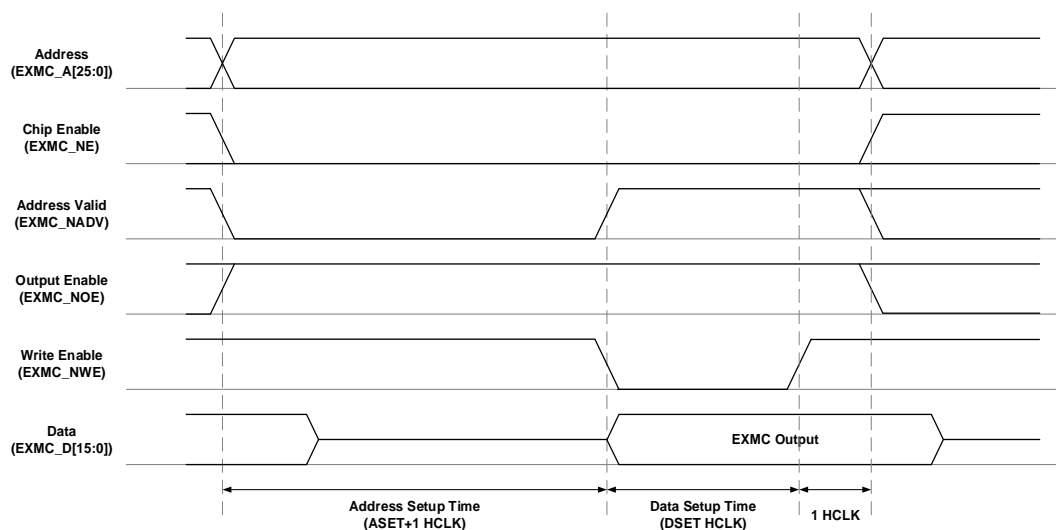 Address
(EXMC_A[25:0])
Chip Enable
(EXMC_NE)
Address Valid
(EXMC_NADV)
Output Enable
(EXMC_NOE)
Write Enable
(EXMC_NWE)
Data
(EXMC_D[15:0])
EXMC Output
Address Setup Time
(ASET+1 HCLK)
Data Setup Time
(DSET HCLK)
1 HCLK